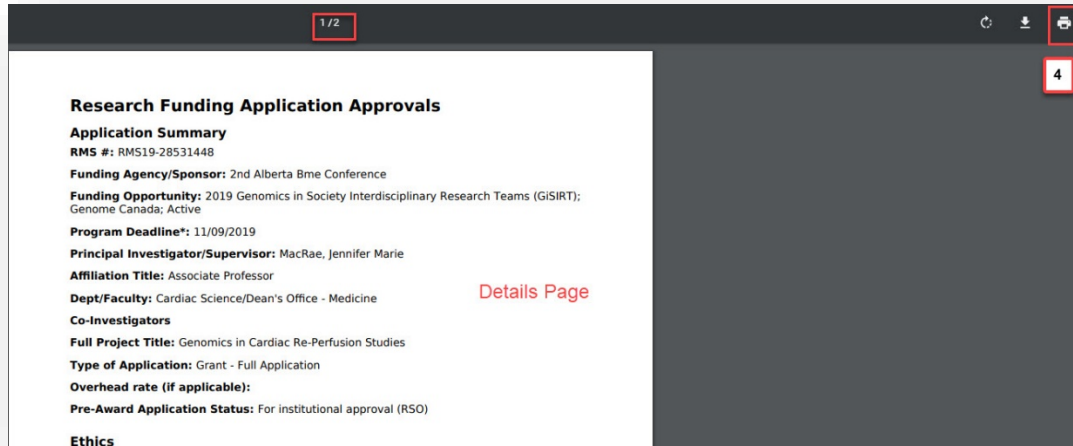 1 / 2
4
Research Funding Application Approvals
Application Summary
RMS #: RMS19-28531448
Funding Agency/Sponsor: 2nd Alberta Bme Conference
Funding Opportunity: 2019 Genomics in Society Interdisciplinary Research Teams (GiSIRT);
Genome Canada; Active
Program Deadline*: 11/09/2019
Principal Investigator/Supervisor: MacRae, Jennifer Marie
Affiliation Title: Associate Professor
Dept/Faculty: Cardiac Science/Dean's Office - Medicine
Details Page
Co-Investigators
Full Project Title: Genomics in Cardiac Re-Perfusion Studies
Type of Application: Grant - Full Application
Overhead rate (if applicable):
Pre-Award Application Status: For institutional approval (RSO)
Ethics